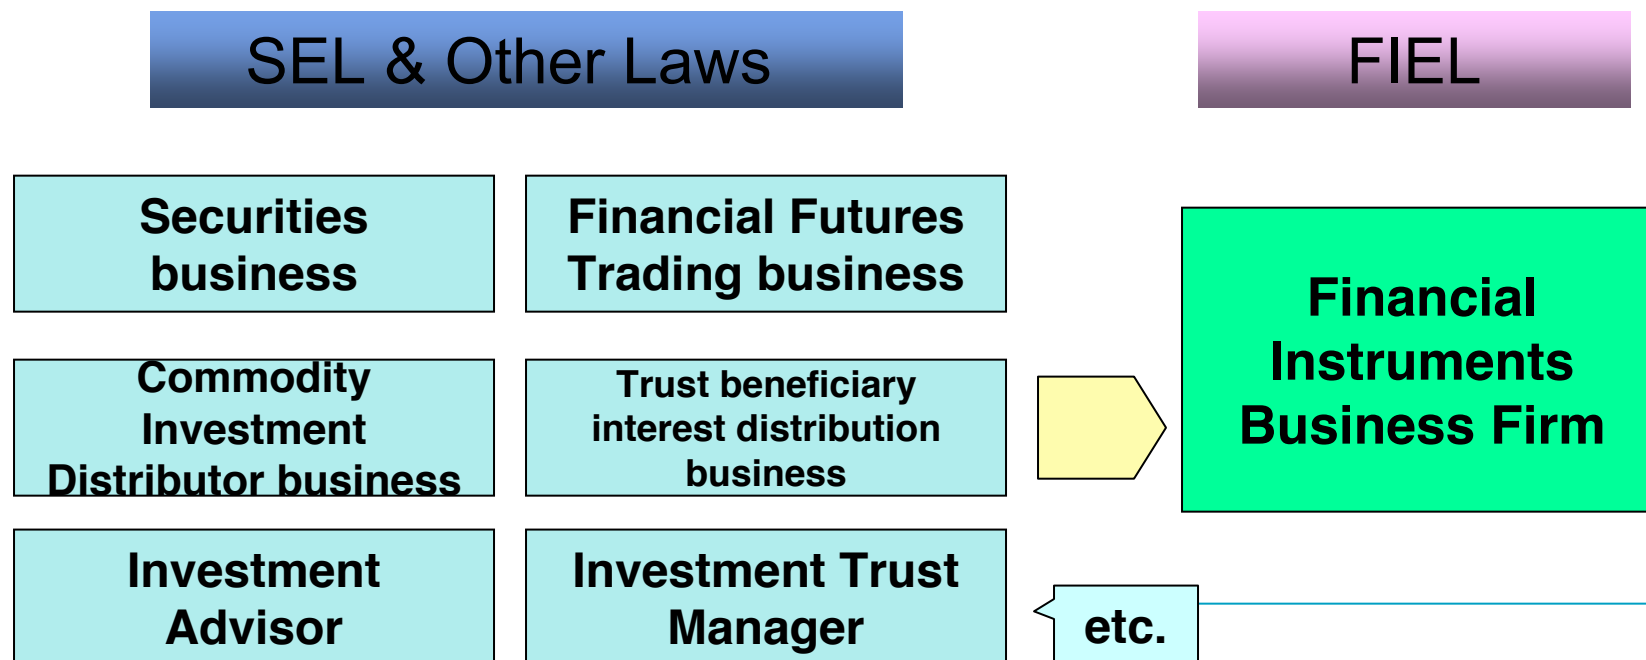 SEL & Other Laws
FIEL
Securities
business
Financial Futures
Trading business
Commodity
Investment
Distributor business
Trust beneficiary
interest distribution
business
Financial
Instruments
Business Firm
Investment
Advisor
Investment Trust
Manager
etc.